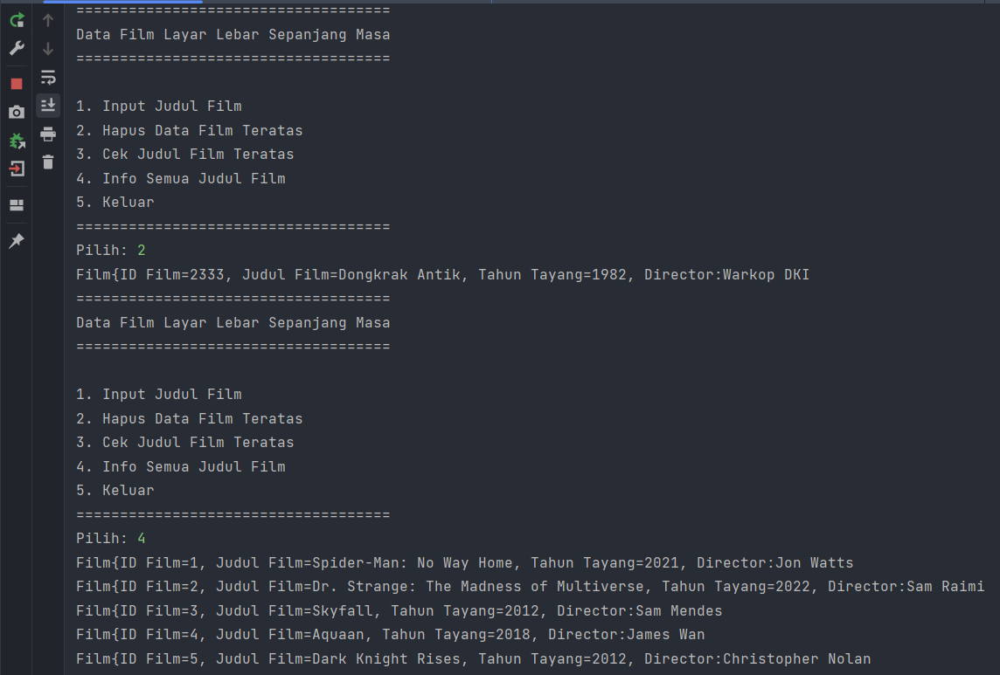 ====================================
Data Film Layar Lebar Sepanjang Masa
====================================
1. Input Judul Film
2. Hapus Data Film Teratas
3. Cek Judul Film Teratas
4. Info Semua Judul Film
5. Keluar
====================================
Pilih: 2
Film{ID Film=2333, Judul Film=Dongkrak Antik, Tahun Tayang=1982, Director:Warkop DKI
====================================
Data Film Layar Lebar Sepanjang Masa
====================================
1. Input Judul Film
2. Hapus Data Film Teratas
3. Cek Judul Film Teratas
4. Info Semua Judul Film
5. Keluar
====================================
Pilih: 4
Film{ID Film=1, Judul Film=Spider-Man: No Way Home, Tahun Tayang=2021, Director:Jon Watts
Film{ID Film=2, Judul Film=Dr. Strange: The Madness of Multiverse, Tahun Tayang=2022, Director:Sam Raimi
Film{ID Film=3, Judul Film=Skyfall, Tahun Tayang=2012, Director:Sam Mendes
Film{ID Film=4, Judul Film=Aquaan, Tahun Tayang=2018, Director:James Wan
Film{ID Film=5, Judul Film=Dark Knight Rises, Tahun Tayang=2012, Director:Christopher Nolan